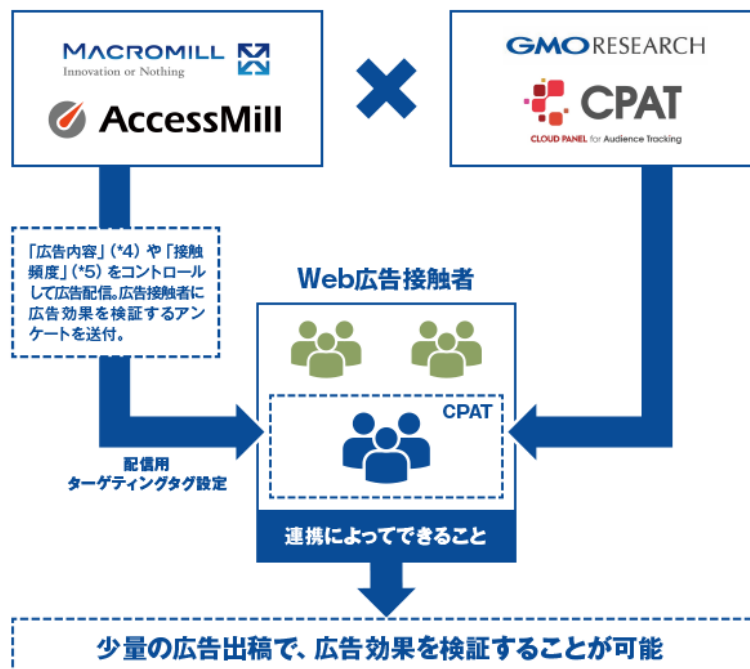 MACROMILL
Innovation or Nothing
AccessMill
GMO RESEARCH
CPAT
CLOUD PANEL for Audience Tracking
「広告内容」(*4) や「接触
頻度」(*5) をコントロール
して広告配信。広告接触者に
広告効果を検証するアン
ケートを送付。
Web広告接触者
CPAT
配信用
ターゲティングタグ設定
連携によってできること
少量の広告出稿で、広告効果を検証することが可能